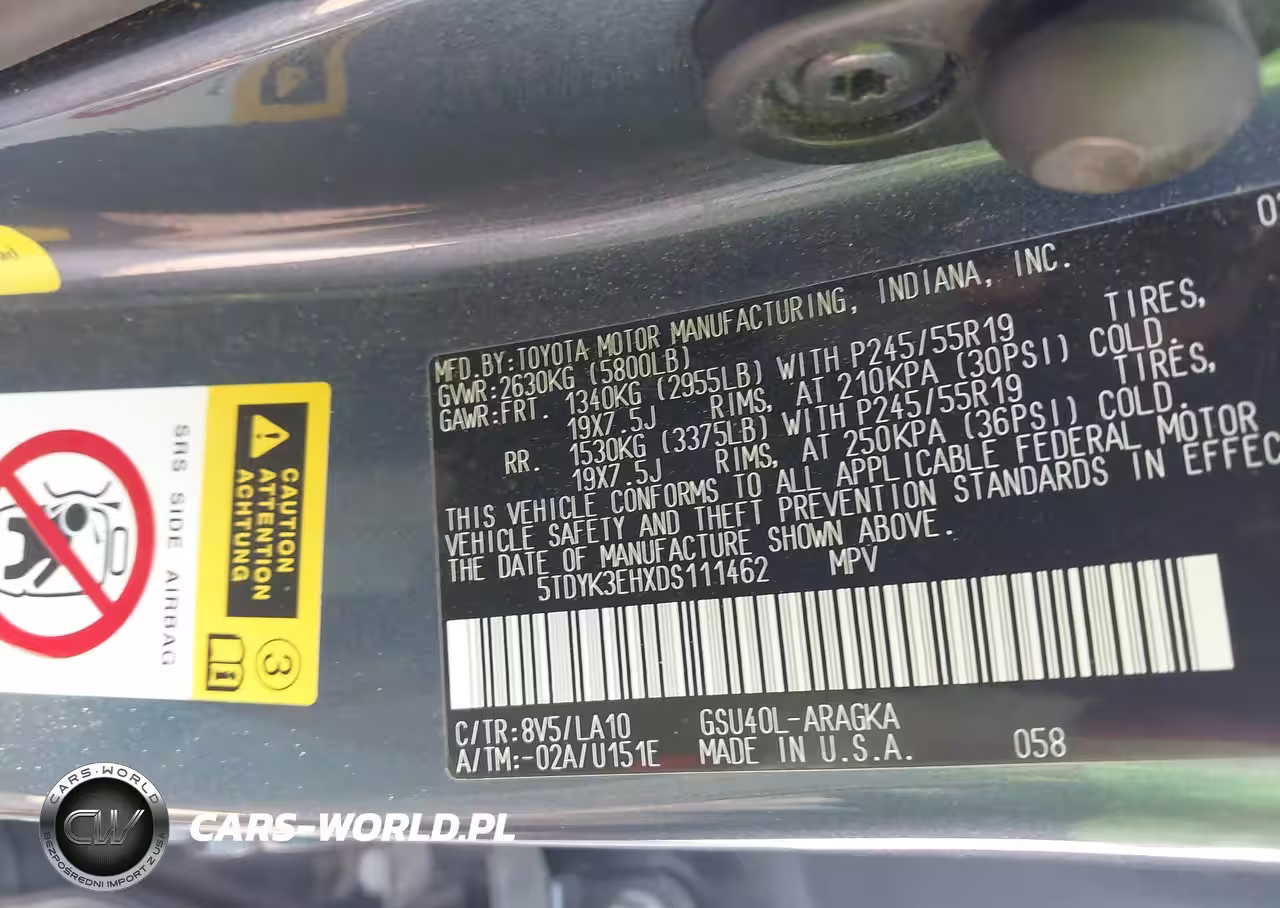 MFD.BY:TOYOTA MOTOR MANUFACTURING, INDIANA, INC.
GVWR:2630KG (5800LB)
GAWR:FRT. 1340KG (2955LB) WITH P245/55R19 TIRES,
19X7.5J RIMS, AT 210KPA (30PSI) COLD.
RR. 1530KG (3375LB) WITH P245/55R19 TIRES,
19X7.5J RIMS, AT 250KPA (36PSI) COLD.
THIS VEHICLE CONFORMS TO ALL APPLICABLE FEDERAL MOTOR
VEHICLE SAFETY AND THEFT PREVENTION STANDARDS IN EFFEC
THE DATE OF MANUFACTURE SHOWN ABOVE.
5TDYK3EHXDS111462 MPV
C/TR:8V5/LA10 GSU40L-ARAGKA
A/TM:-02A/U151E MADE IN U.S.A. 058
CAUTION
ATTENTION
ACHTUNG
3
SRS SIDE AIRBAG
CARS-WORLD
CW
BEZPOŚREDNI IMPORT Z USA
CARS-WORLD.PL